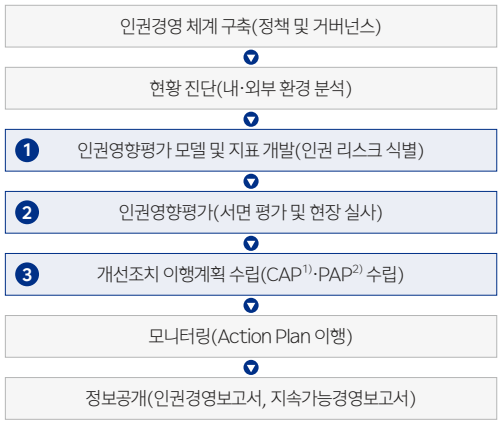 인권경영 체계 구축(정책 및 거버넌스)
현황 진단(내·외부 환경 분석)
1 인권영향평가 모델 및 지표 개발(인권 리스크 식별)
2 인권영향평가(서면 평가 및 현장 실사)
3 개선조치 이행계획 수립(CAP1)·PAP2) 수립)
모니터링(Action Plan 이행)
정보공개(인권경영보고서, 지속가능경영보고서)